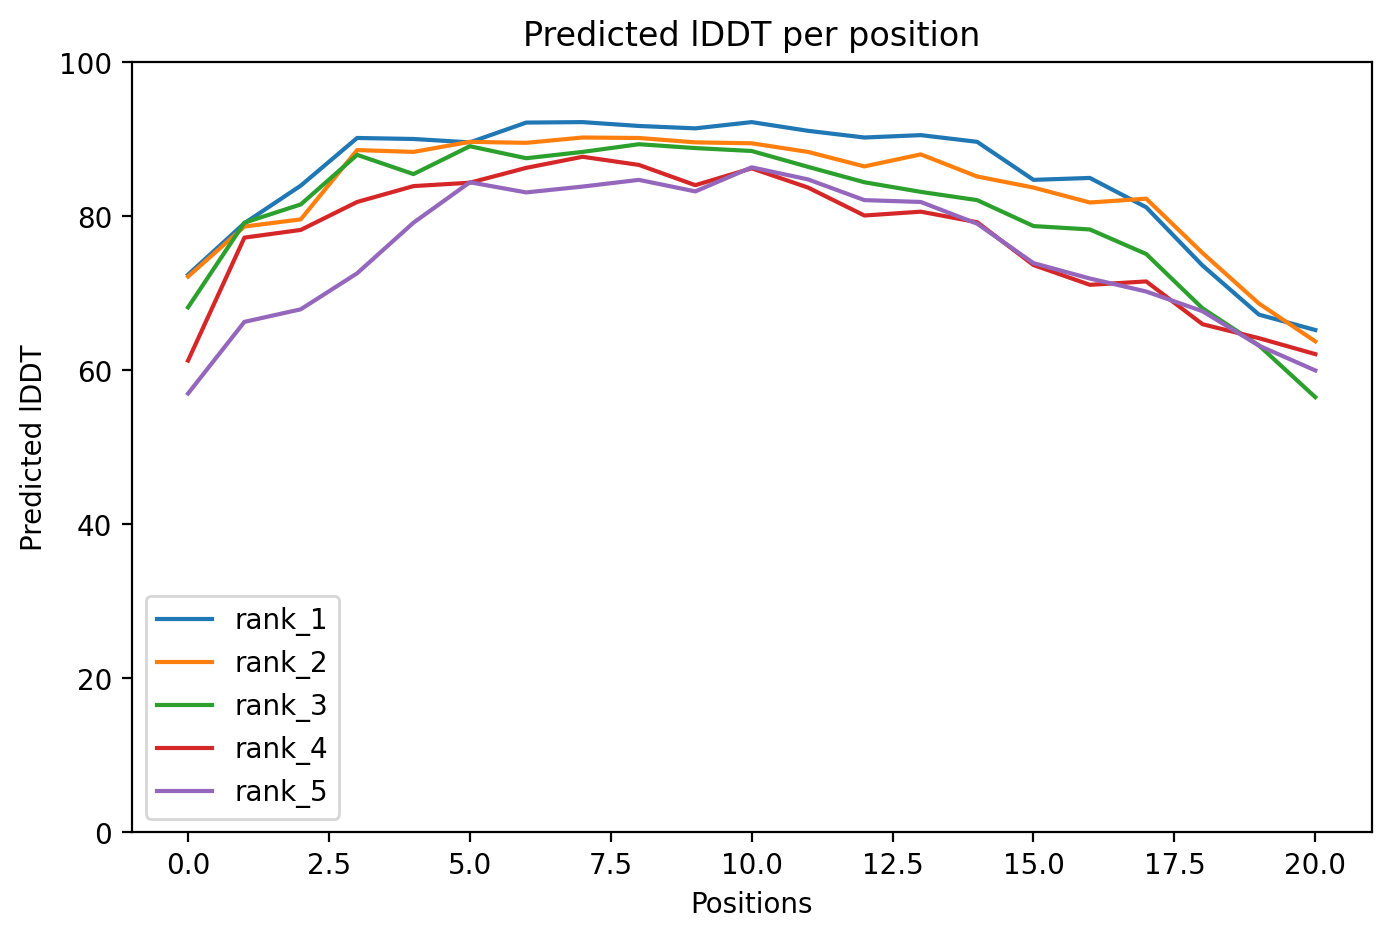 Predicted lDDT per position
Predicted lDDT
100
80
60
40
20
0
rank_1
rank_2
rank_3
rank_4
rank_5
0.0 2.5 5.0 7.5 10.0 12.5 15.0 17.5 20.0
Positions